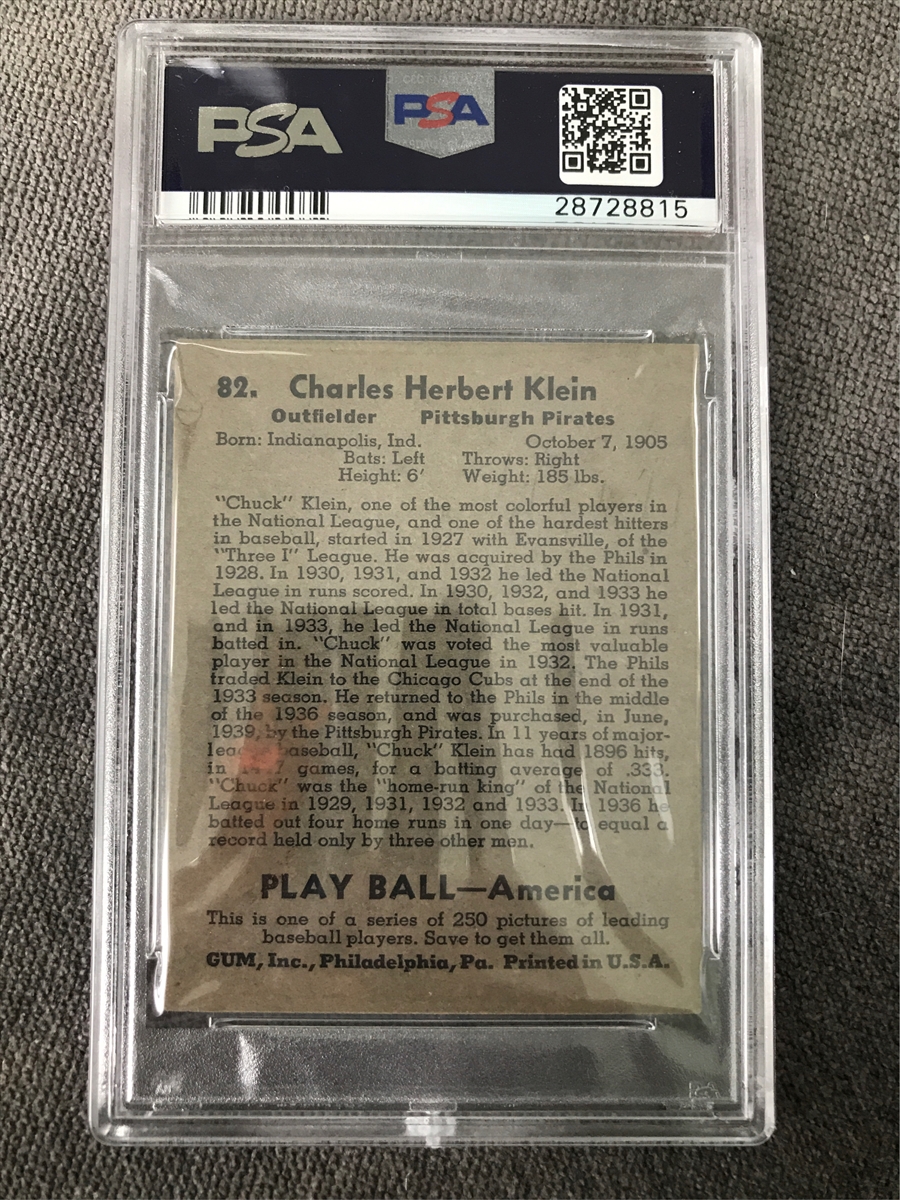 PSA
PSA
28728815
82. Charles Herbert Klein
Outfielder Pittsburgh Pirates
Born: Indianapolis, Ind. October 7, 1905
Bats: Left Throws: Right
Height: 6' Weight: 185 lbs.
"Chuck" Klein, one of the most colorful players in
the National League, and one of the hardest hitters
in baseball, started in 1927 with Evansville, of the
"Three I" League. He was acquired by the Phils in
1928. In 1930, 1931, and 1932 he led the National
League in runs scored. In 1930, 1932, and 1933 he
led the National League in total bases hit. In 1931,
and in 1933, he led the National League in runs
batted in. "Chuck" was voted the most valuable
player in the National League in 1932. The Phils
traded Klein to the Chicago Cubs at the end of the
1933 season. He returned to the Phils in the middle
of the 1936 season, and was purchased, in June,
1939, by the Pittsburgh Pirates. In 11 years of major-
league baseball, "Chuck" Klein has had 1896 hits,
in games, for a batting average of .333.
"Chuck" was the "home-run king" of the National
League in 1929, 1931, 1932 and 1933. In 1936 he
batted out four home runs in one day—to equal a
record held only by three other men.
PLAY BALL—America
This is one of a series of 250 pictures of leading
baseball players. Save to get them all.
GUM, Inc., Philadelphia, Pa. Printed in U.S.A.